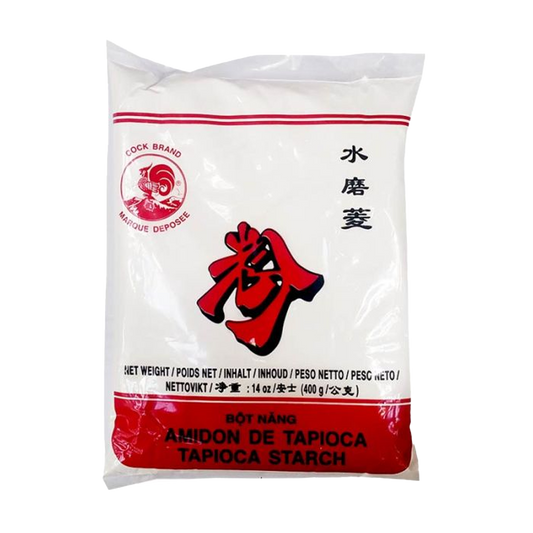 COCK BRAND
®
MARQUE DEPOSEE
水磨菱
粉
NET WEIGHT / POIDS NET / INHALT / INHOUD / PESO NETTO / PESO NETO /
NETTOVIKT / 净重 : 14 oz /安士 (400 g /公克)
BỘT NĂNG
AMIDON DE TAPIOCA
TAPIOCA STARCH